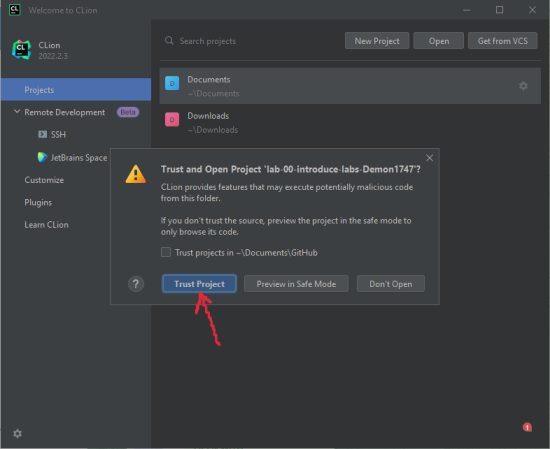 Welcome to CLion
CLion
2022.2.3
Search projects
New Project
Open
Get from VCS
Projects
Remote Development
Beta
SSH
JetBrains Space
Customize
Plugins
Learn CLion
D
Documents
~\Documents
D
Downloads
~\Downloads
Trust and Open Project 'lab-00-introduce-labs-Demon1747'?
CLion provides features that may execute potentially malicious code
from this folder.
If you don't trust the source, preview the project in the safe mode to
only browse its code.
Trust projects in ~\Documents\GitHub
?
Trust Project
Preview in Safe Mode
Don't Open
1